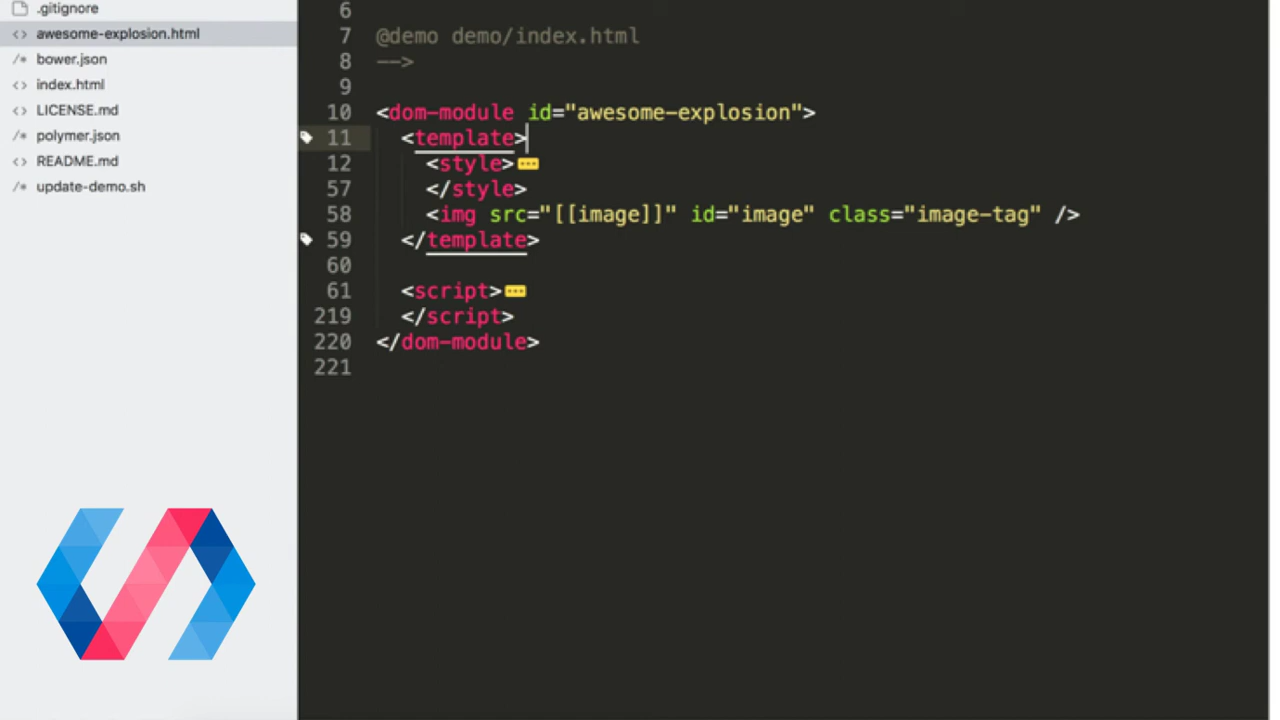 .gitignore
<> awesome-explosion.html
/* bower.json
<> index.html
<> LICENSE.md
/* polymer.json
<> README.md
/* update-demo.sh
6
7 @demo demo/index.html
8 -->
9
10 <dom-module id="awesome-explosion">
11 <template>
12 <style>
57 </style>
58 <img src="[[image]]" id="image" class="image-tag" />
59 </template>
60
61 <script>
219 </script>
220 </dom-module>
221